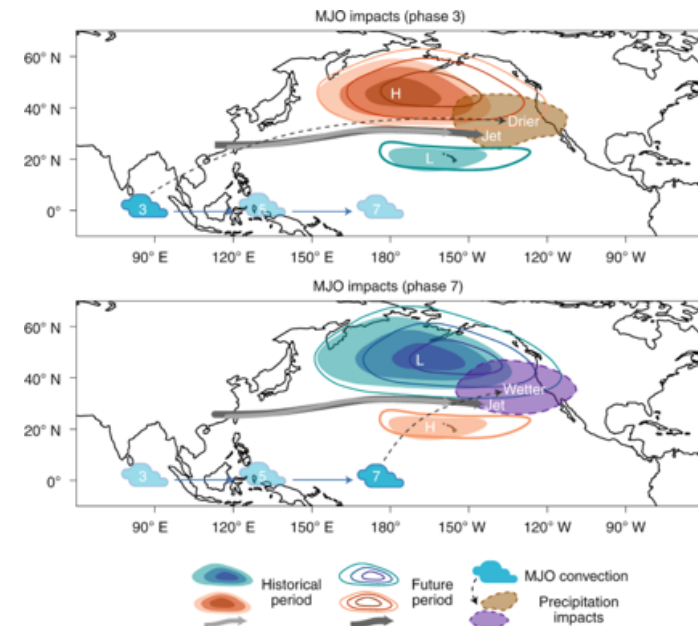 MJO impacts (phase 3)
60° N
40° N
20° N
0°
H
Drier
Jet
L
3
5
7
90° E 120° E 150° E 180° 150° W 120° W 90° W
MJO impacts (phase 7)
60° N
40° N
20° N
0°
L
Wetter
Jet
H
3
5
7
90° E 120° E 150° E 180° 150° W 120° W 90° W
Historical period
Future period
MJO convection
Precipitation impacts